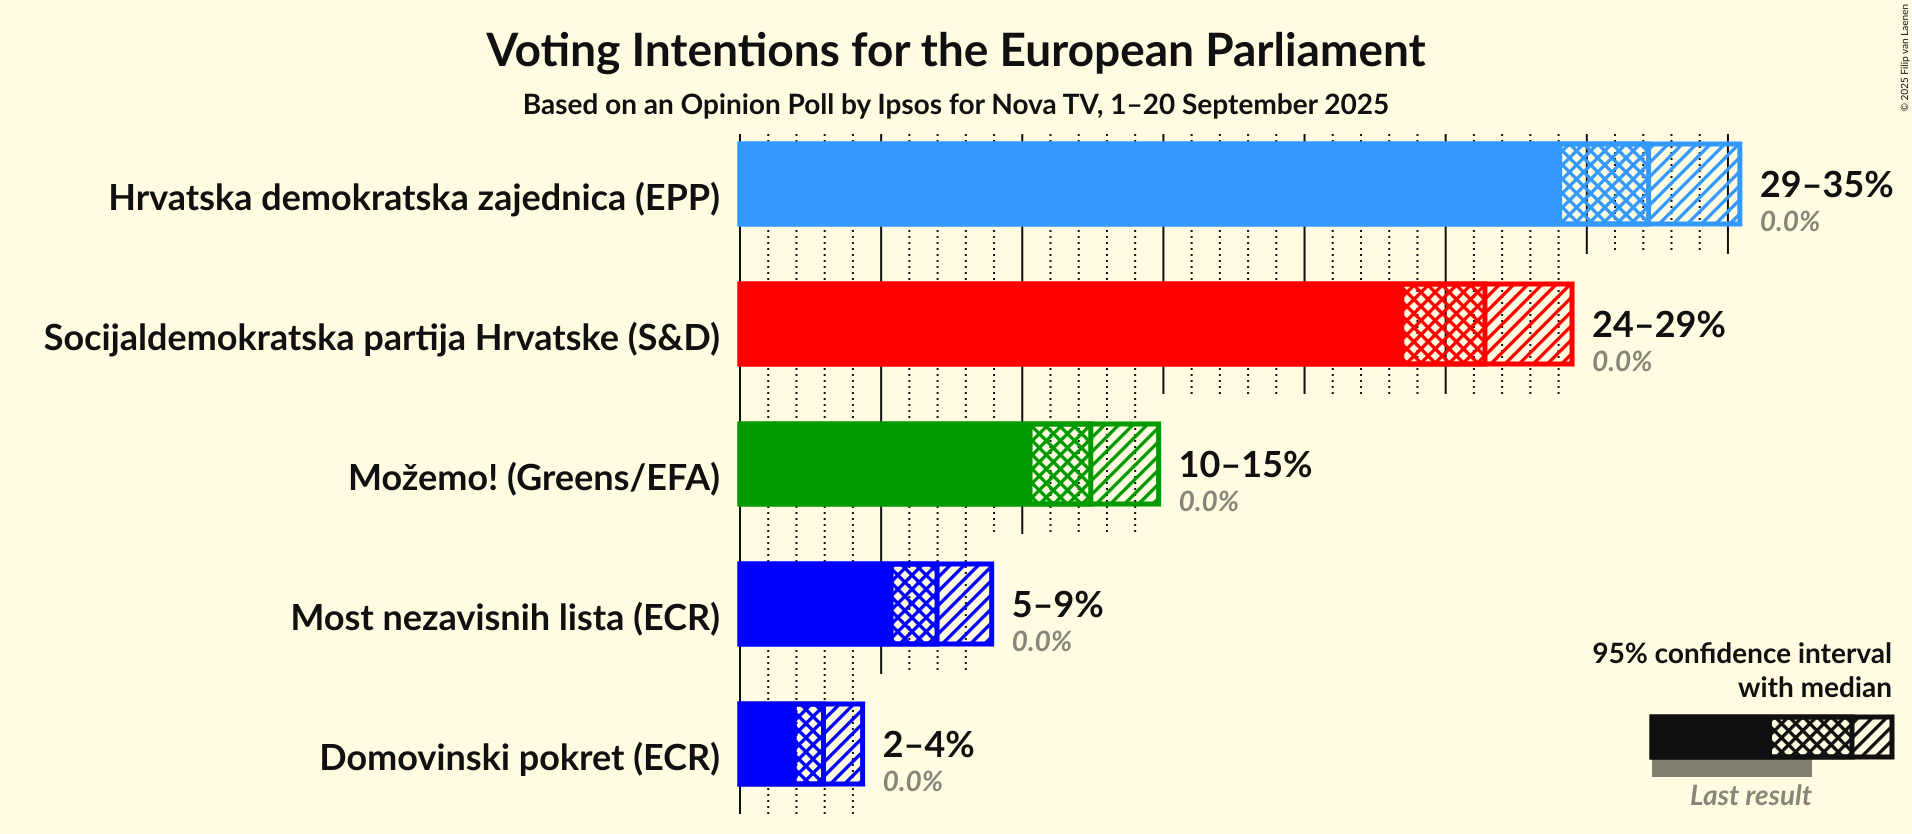 Voting Intentions for the European Parliament
Based on an Opinion Poll by Ipsos for Nova TV, 1–20 September 2025
© 2025 Filip van Laenen
Hrvatska demokratska zajednica (EPP)
29–35%
0.0%
Socijaldemokratska partija Hrvatske (S&D)
24–29%
0.0%
Možemo! (Greens/EFA)
10–15%
0.0%
Most nezavisnih lista (ECR)
5–9%
0.0%
Domovinski pokret (ECR)
2–4%
0.0%
95% confidence interval
with median
Last result